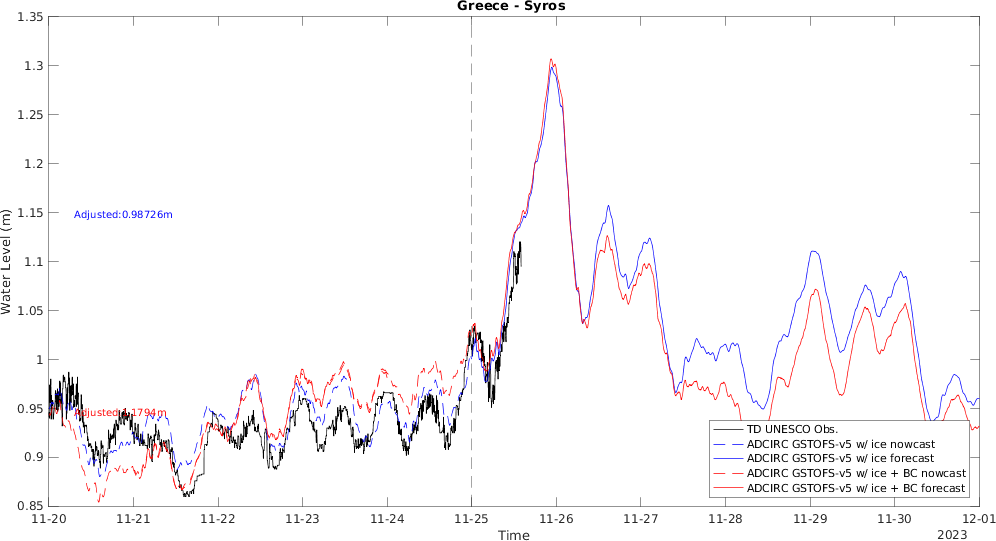 Greece - Syros
1.35
1.3
1.25
1.2
1.15
1.1
1.05
1
0.95
0.9
0.85
Water Level (m)
Adjusted:0.98726m
TD UNESCO Obs.
ADCIRC GSTOFS-v5 w/ ice nowcast
ADCIRC GSTOFS-v5 w/ ice forecast
ADCIRC GSTOFS-v5 w/ ice + BC nowcast
ADCIRC GSTOFS-v5 w/ ice + BC forecast
11-20 11-21 11-22 11-23 11-24 11-25 11-26 11-27 11-28 11-29 11-30 12-01
Time
2023